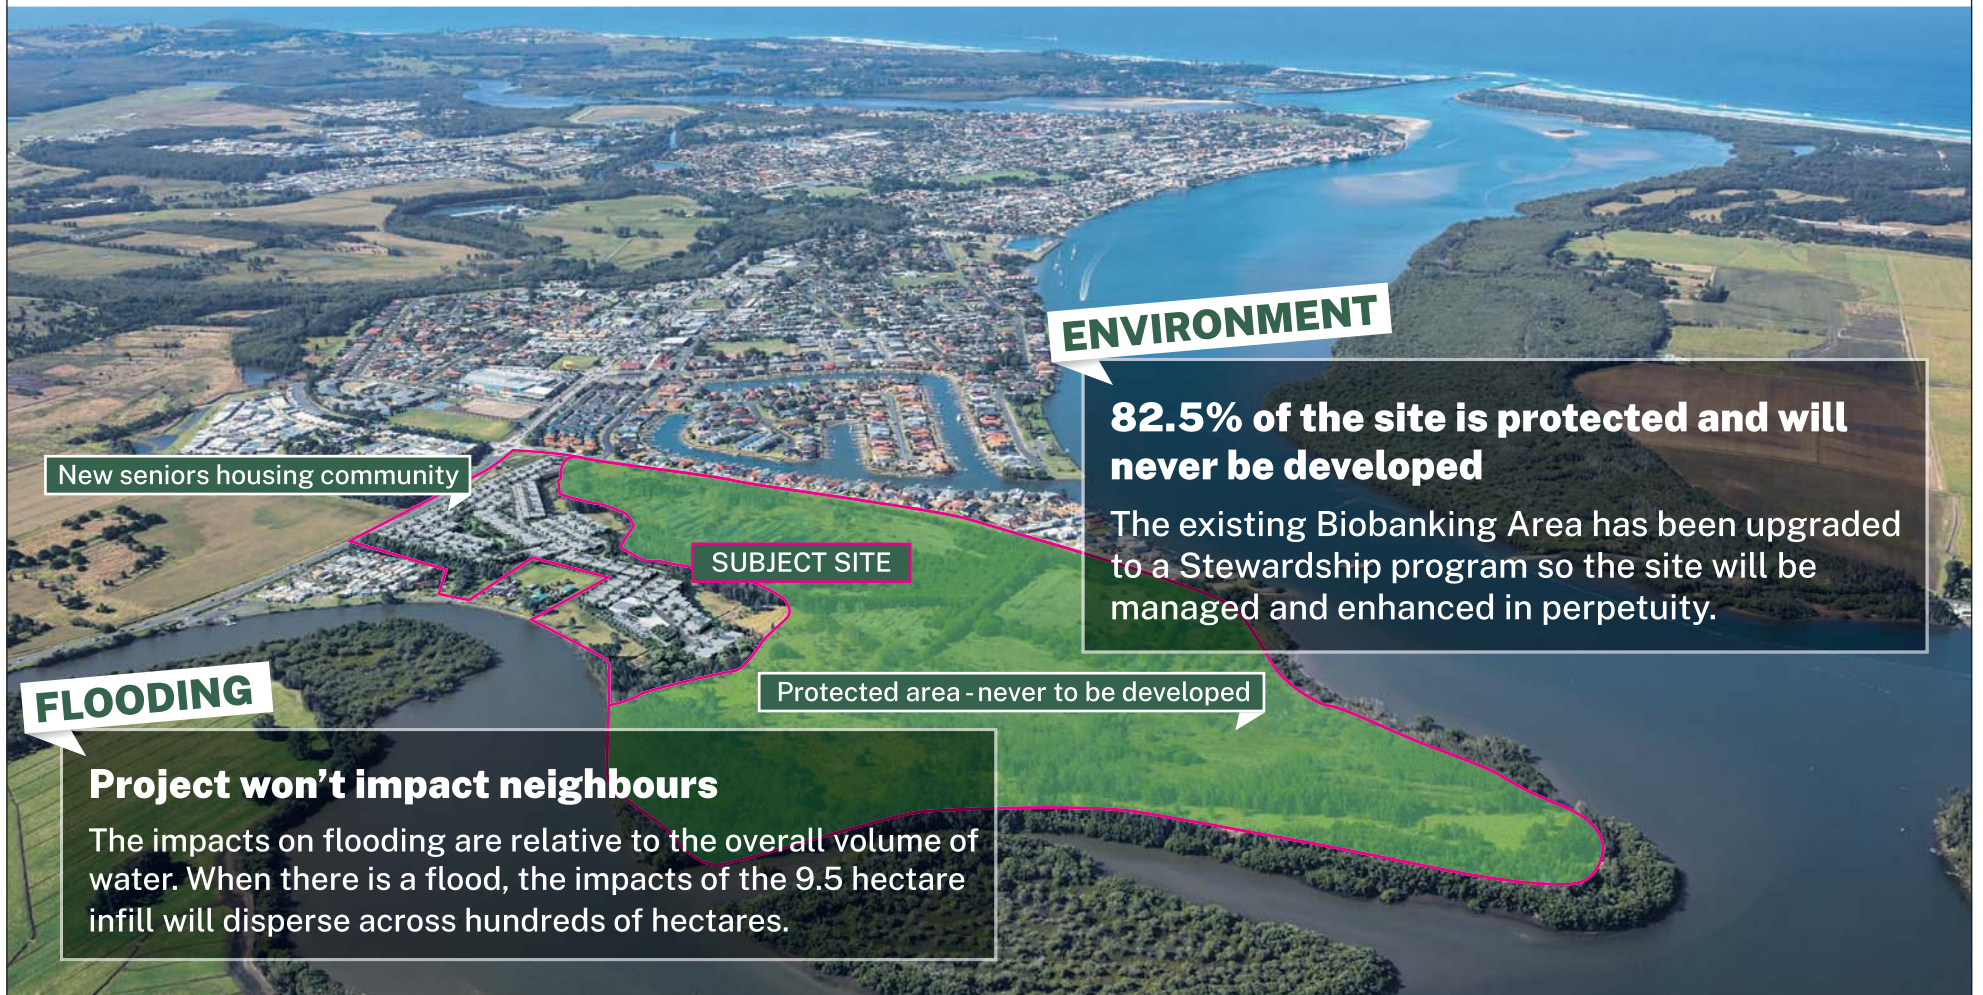 ENVIRONMENT
82.5% of the site is protected and will
never be developed
The existing Biobanking Area has been upgraded
to a Stewardship program so the site will be
managed and enhanced in perpetuity.
New seniors housing community
SUBJECT SITE
Protected area - never to be developed
FLOODING
Project won’t impact neighbours
The impacts on flooding are relative to the overall volume of
water. When there is a flood, the impacts of the 9.5 hectare
infill will disperse across hundreds of hectares.